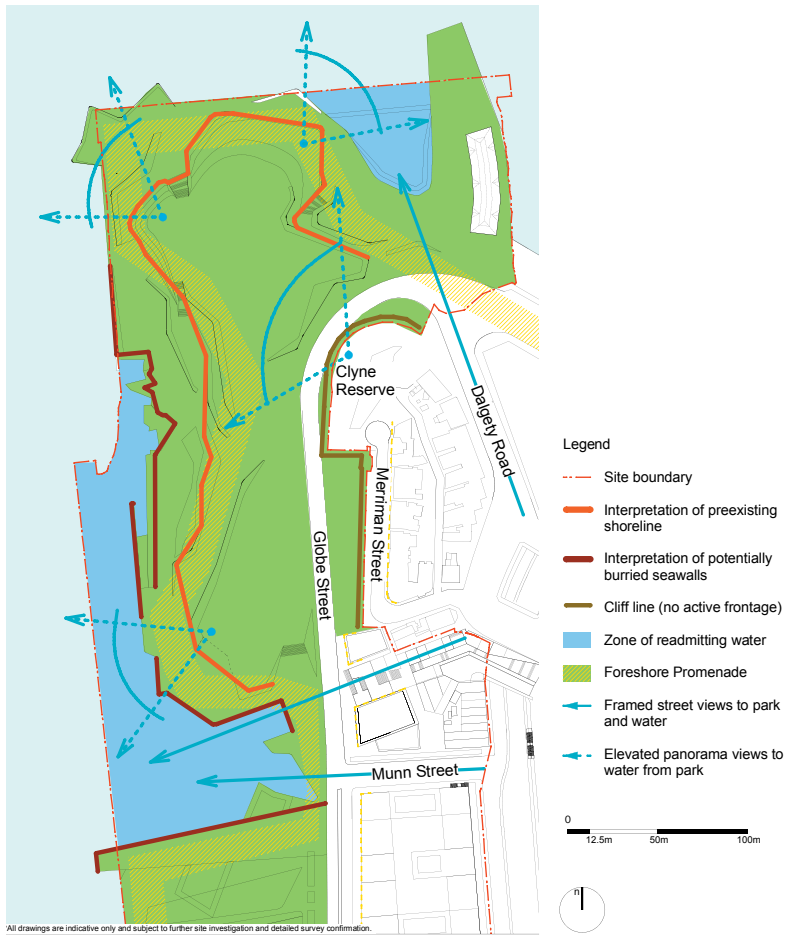 Clyne
Reserve
Dalgety Road
Merriman Street
Globe Street
Munn Street
Legend
Site boundary
Interpretation of preexisting
shoreline
Interpretation of potentially
burried seawalls
Cliff line (no active frontage)
Zone of readmitting water
Foreshore Promenade
Framed street views to park
and water
Elevated panorama views to
water from park
0
12.5m 50m 100m
n
'All drawings are indicative only and subject to further site investigation and detailed survey confirmation.